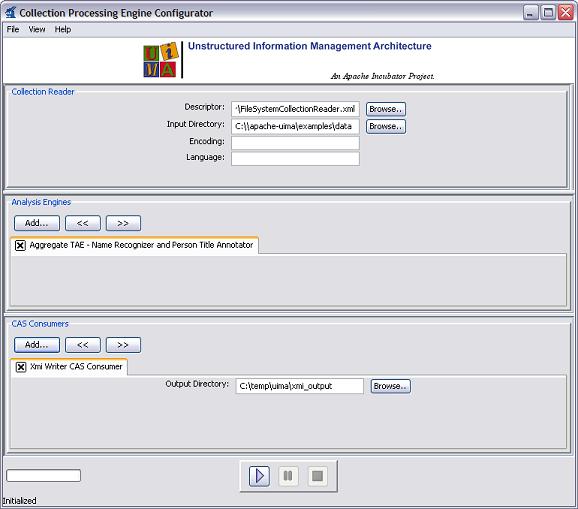 Collection Processing Engine Configurator
File View Help
UiMA
Unstructured Information Management Architecture
An Apache Incubator Project.
Collection Reader
Descriptor: \FileSystemCollectionReader.xml Browse..
Input Directory: C:\\apache-uima\examples\data Browse..
Encoding:
Language:
Analysis Engines
Add... << >>
Aggregate TAE - Name Recognizer and Person Title Annotator
CAS Consumers
Add... << >>
Xmi Writer CAS Consumer
Output Directory: C:\temp\uima\xmi_output Browse..
Initialized